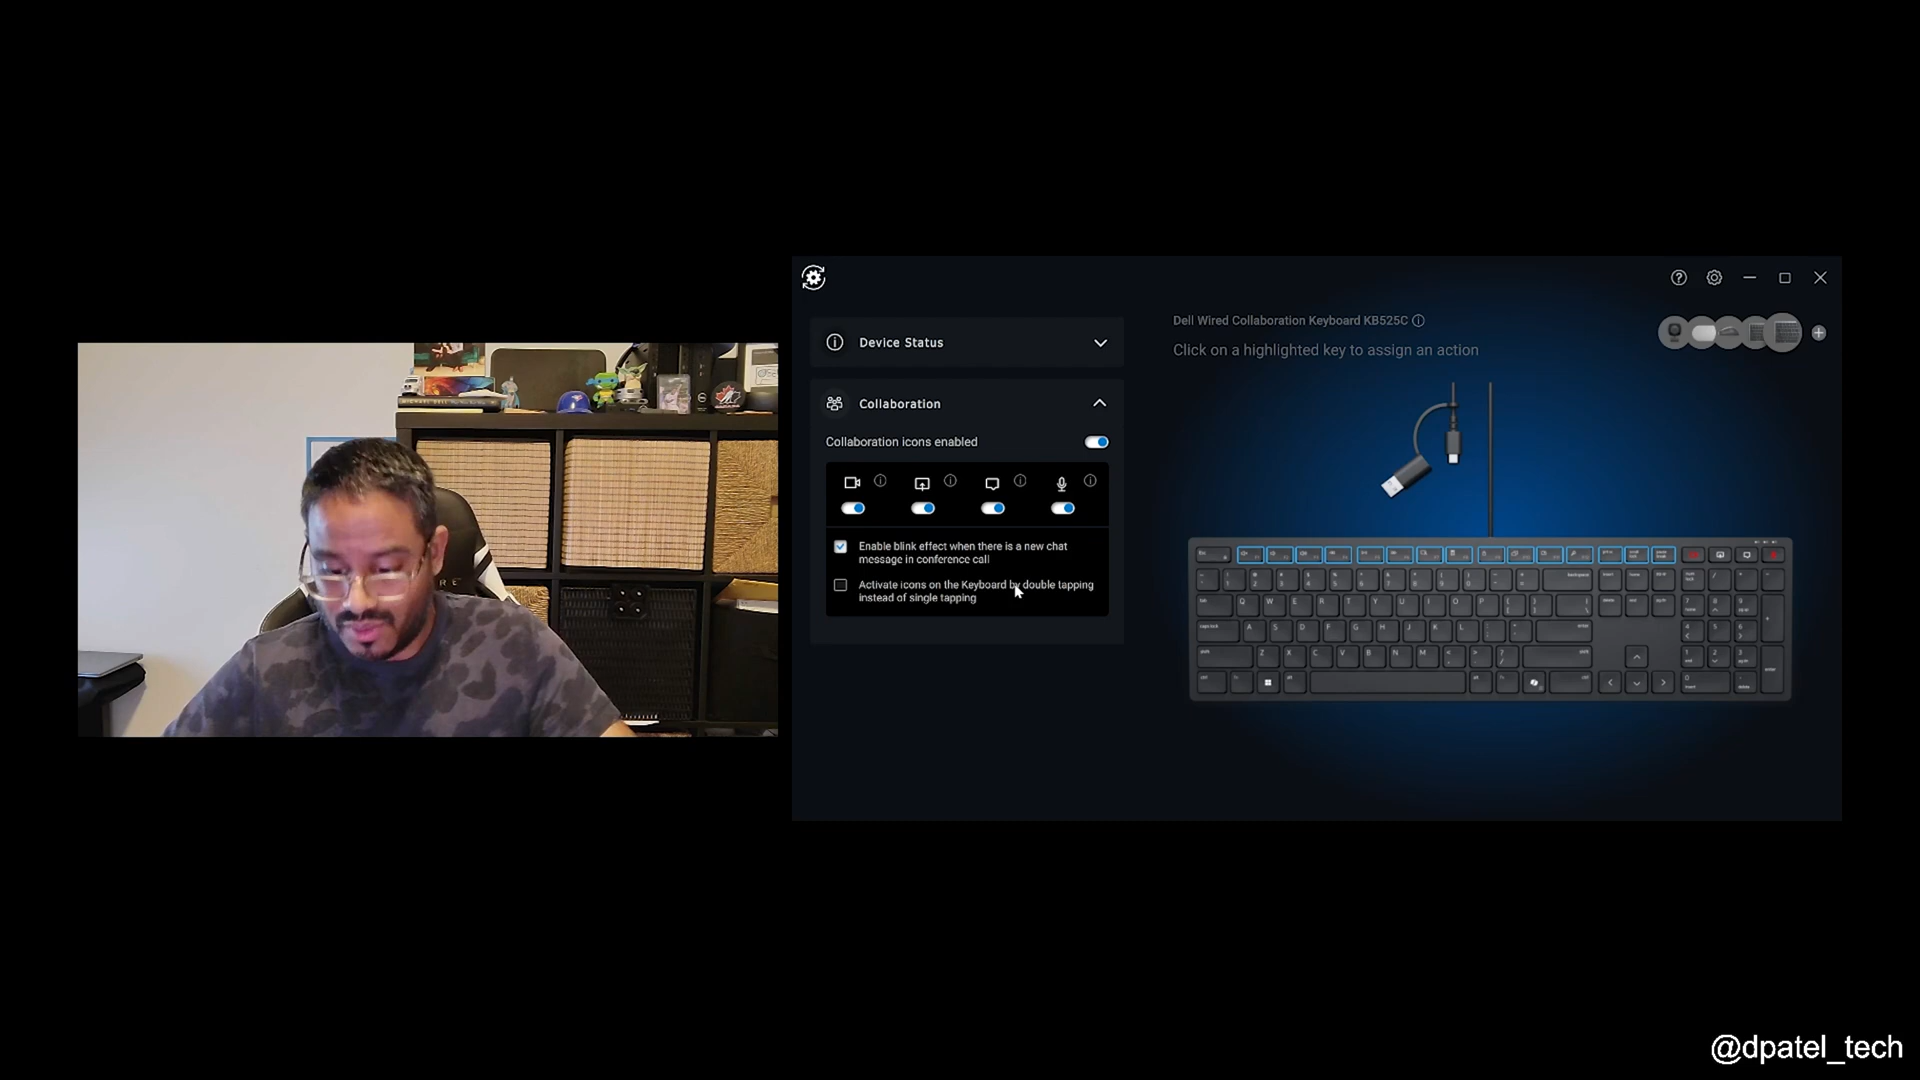 Device Status
Collaboration
Collaboration icons enabled
Enable blink effect when there is a new chat
message in conference call
Activate icons on the Keyboard by double tapping
instead of single tapping
Dell Wired Collaboration Keyboard KB525C
Click on a highlighted key to assign an action
Q W E R T Y U I O P
A S D F G H J K L
Z X C V B N M
@dpatel_tech